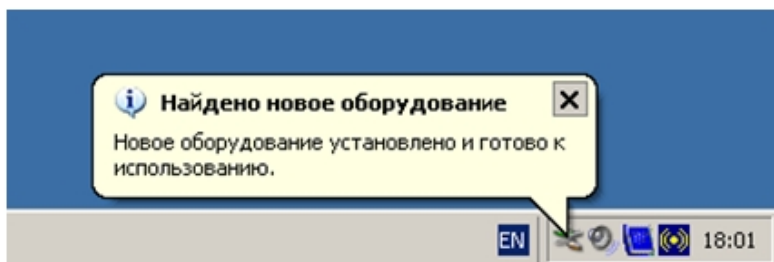 Найдено новое оборудование
Новое оборудование установлено и готово к
использованию.
EN
18:01